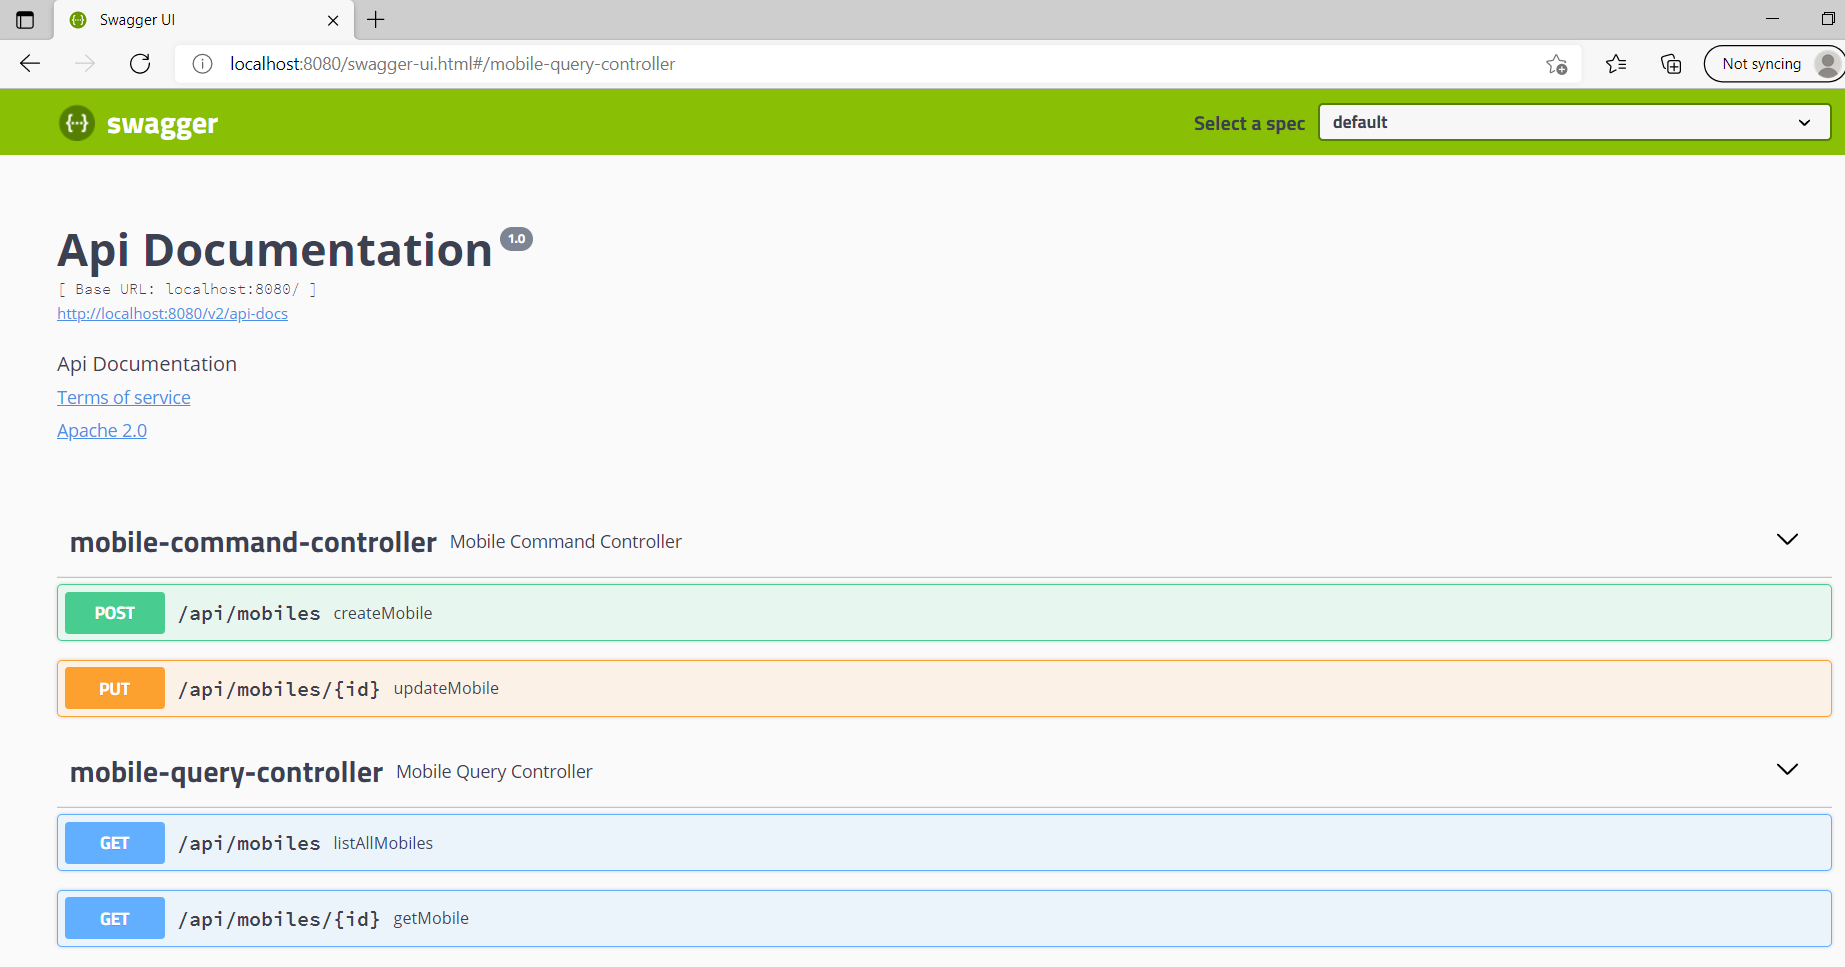 Swagger UI
localhost:8080/swagger-ui.html#/mobile-query-controller
Not syncing
{···} swagger
Select a spec
default
Api Documentation 1.0
[ Base URL: localhost:8080/ ]
http://localhost:8080/v2/api-docs
Api Documentation
Terms of service
Apache 2.0
mobile-command-controller Mobile Command Controller
POST /api/mobiles createMobile
PUT /api/mobiles/{id} updateMobile
mobile-query-controller Mobile Query Controller
GET /api/mobiles listAllMobiles
GET /api/mobiles/{id} getMobile